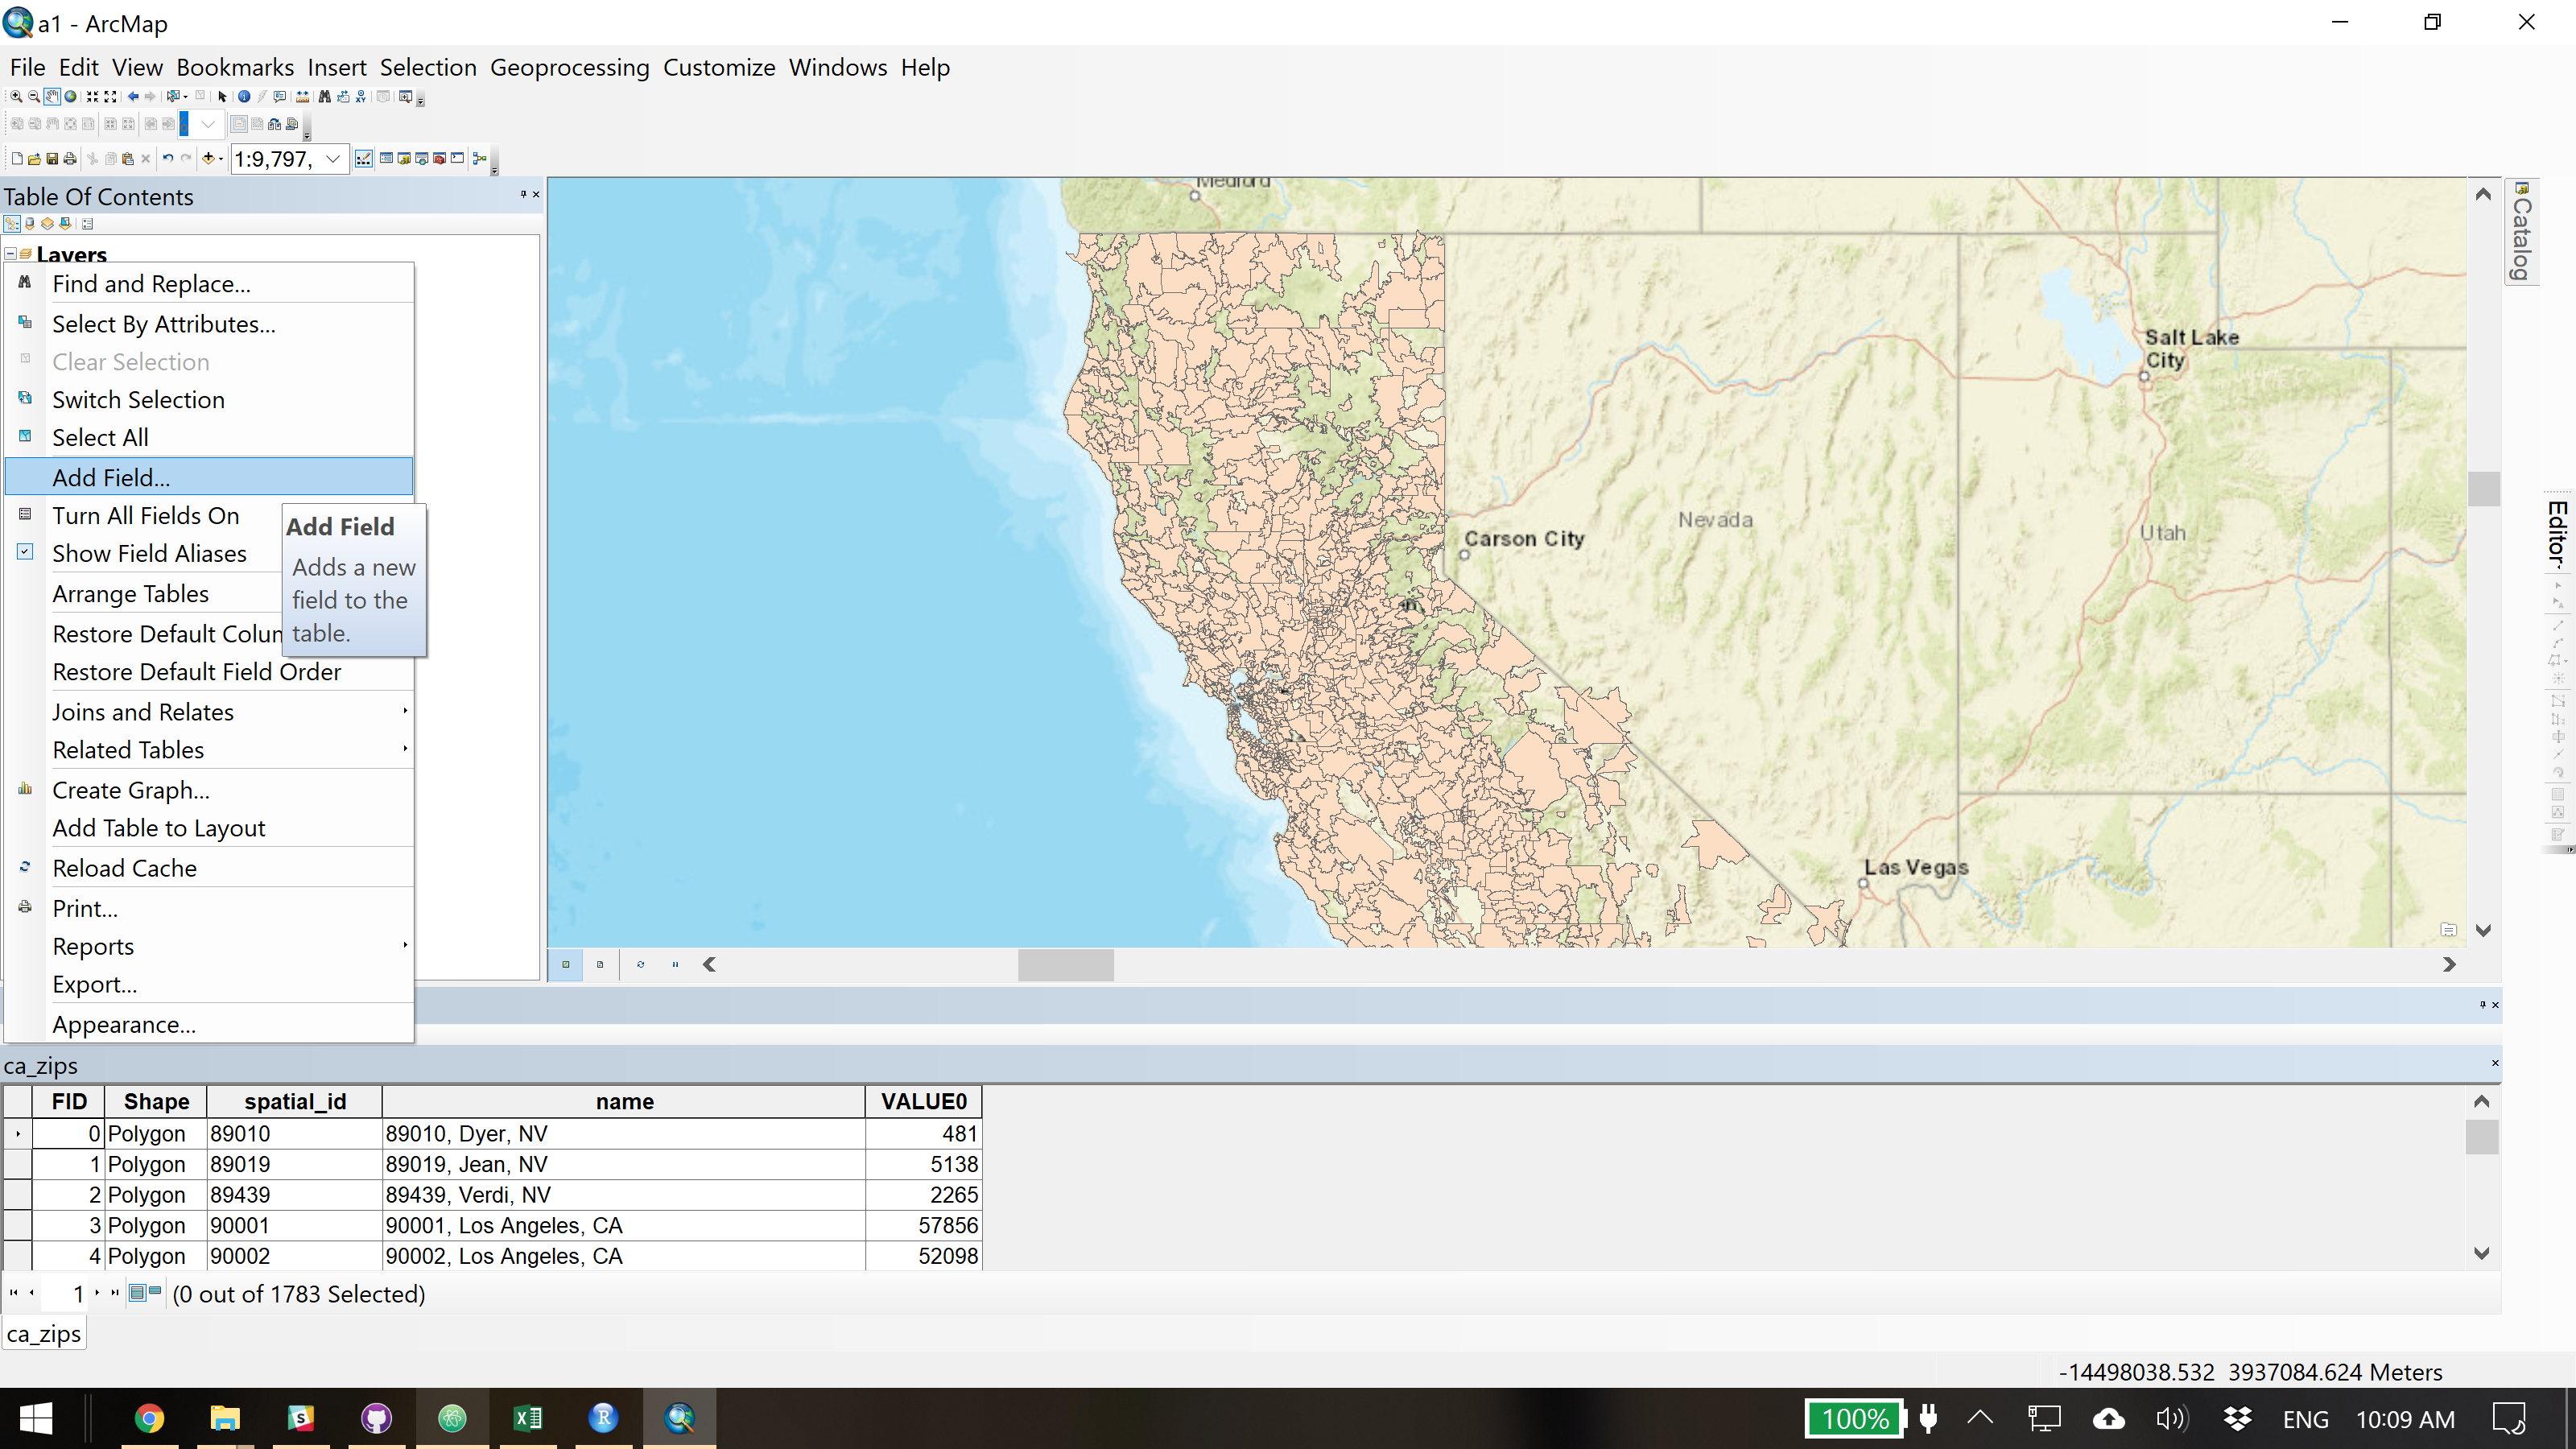 a1 - ArcMap
File Edit View Bookmarks Insert Selection Geoprocessing Customize Windows Help
1:9,797,
Table Of Contents
Layers
Find and Replace...
Select By Attributes...
Clear Selection
Switch Selection
Select All
Add Field...
Turn All Fields On
Show Field Aliases
Arrange Tables
Restore Default Colun
Restore Default Field Order
Joins and Relates
Related Tables
Create Graph...
Add Table to Layout
Reload Cache
Print...
Reports
Export...
Appearance...
Add Field
Adds a new
field to the
table.
Medford
Salt Lake
City
Carson City
Nevada
Utah
Las Vegas
Catalog
Editor
ca_zips
FID Shape spatial_id name VALUE0
0 Polygon 89010 89010, Dyer, NV 481
1 Polygon 89019 89019, Jean, NV 5138
2 Polygon 89439 89439, Verdi, NV 2265
3 Polygon 90001 90001, Los Angeles, CA 57856
4 Polygon 90002 90002, Los Angeles, CA 52098
1 (0 out of 1783 Selected)
ca_zips
-14498038.532 3937084.624 Meters
100% ENG 10:09 AM